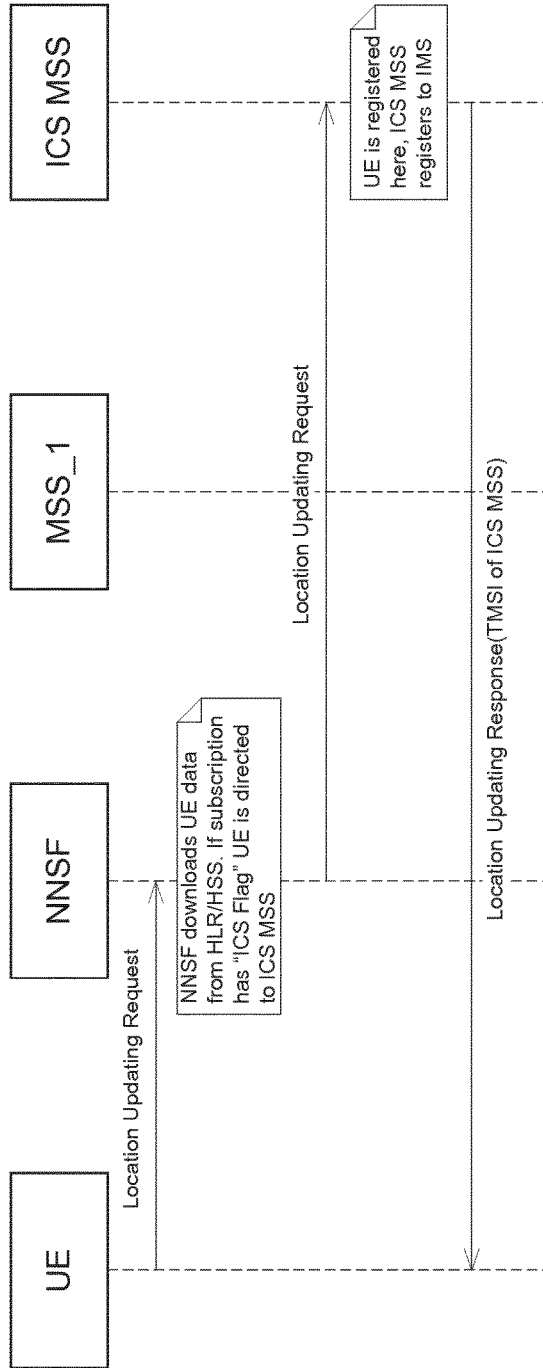 UE
NNSF
MSS_1
ICS MSS
Location Updating Request
NNSF downloads UE data
from HLR/HSS. If subscription
has "ICS Flag" UE is directed
to ICS MSS
Location Updating Request
UE is registered
here, ICS MSS
registers to IMS
Location Updating Response(TMSI of ICS MSS)